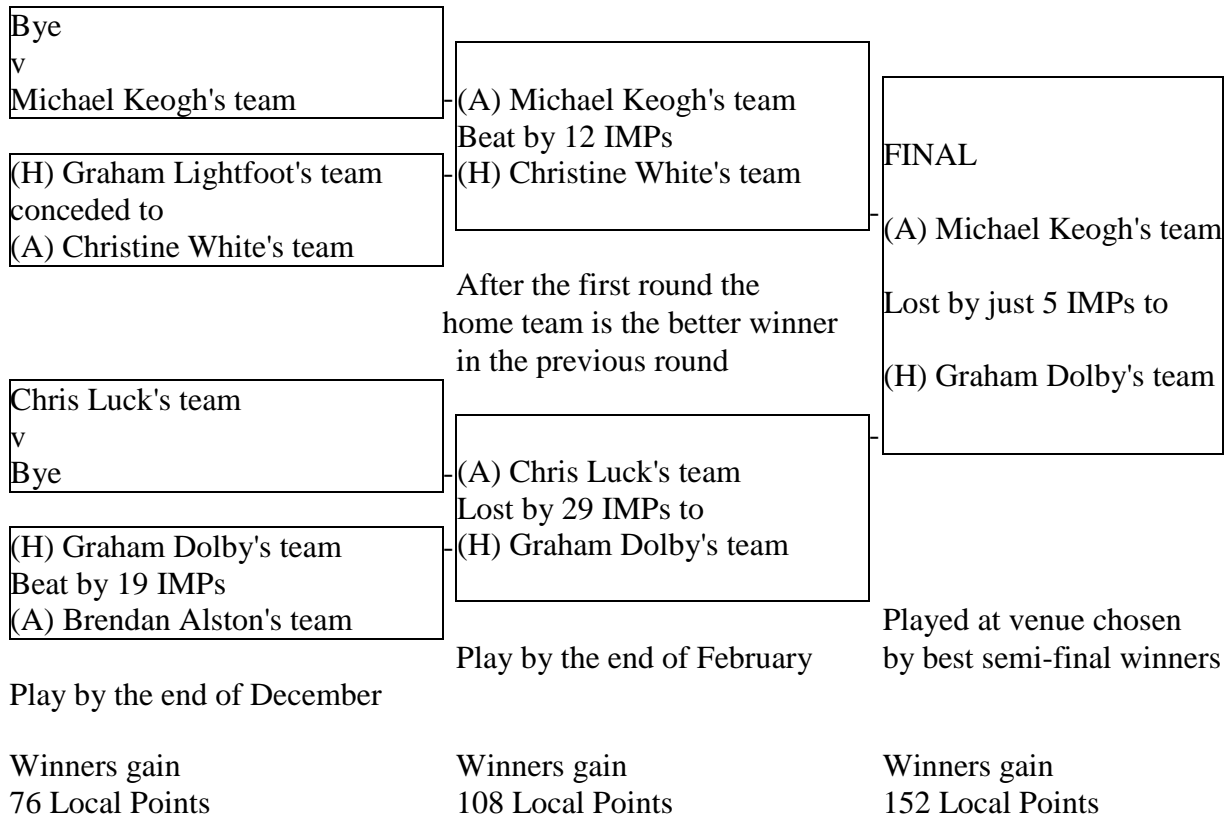 Bye
v
Michael Keogh's team
(H) Graham Lightfoot's team
conceded to
(A) Christine White's team
Chris Luck's team
v
Bye
(H) Graham Dolby's team
Beat by 19 IMPs
(A) Brendan Alston's team
Play by the end of December
Winners gain
76 Local Points
-(A) Michael Keogh's team
Beat by 12 IMPs
-(H) Christine White's team
After the first round the
home team is the better winner
in the previous round
-(A) Chris Luck's team
Lost by 29 IMPs to
-(H) Graham Dolby's team
Play by the end of February
Winners gain
108 Local Points
FINAL
-
(A) Michael Keogh's team
Lost by just 5 IMPs to
(H) Graham Dolby's team
-
Played at venue chosen
by best semi-final winners
Winners gain
152 Local Points